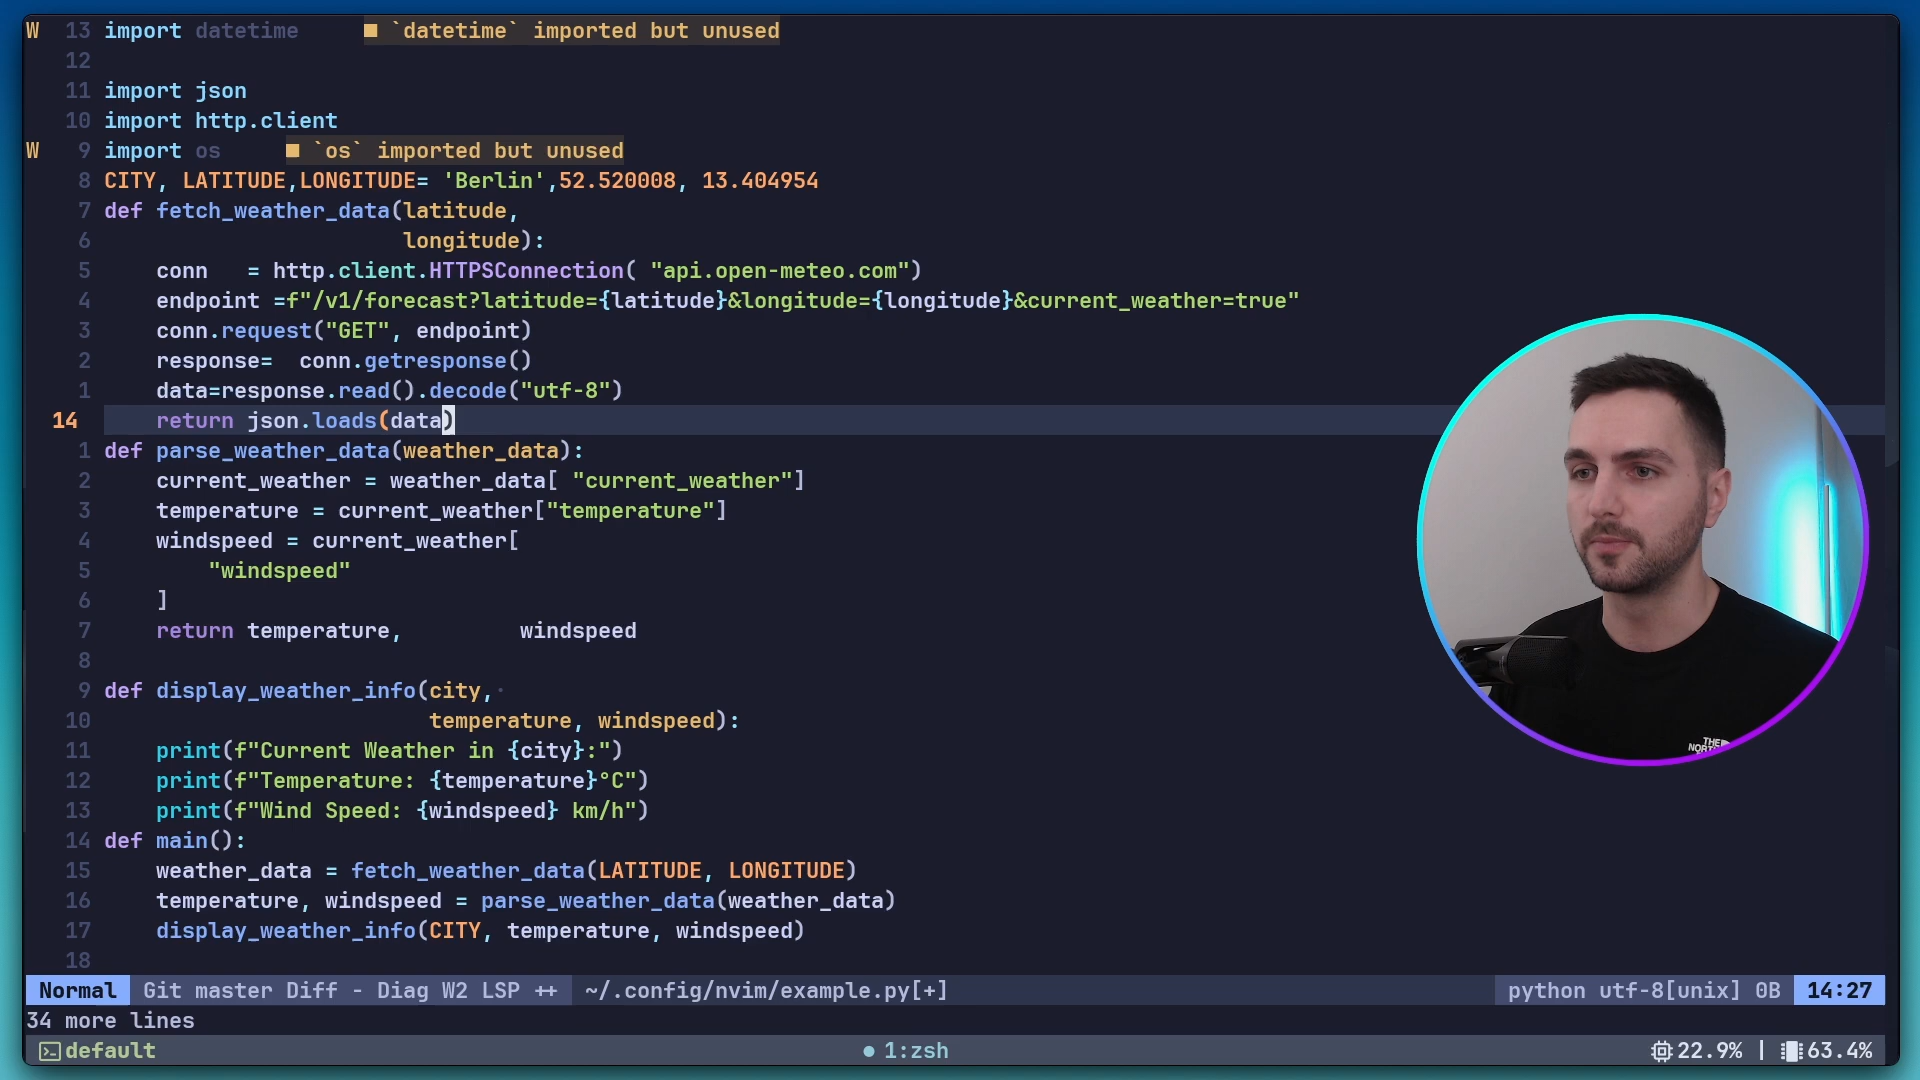 W 13 import datetime ■ `datetime` imported but unused
12
11 import json
10 import http.client
W 9 import os ■ `os` imported but unused
8 CITY, LATITUDE,LONGITUDE= 'Berlin',52.520008, 13.404954
7 def fetch_weather_data(latitude,
6                        longitude):
5     conn   = http.client.HTTPSConnection( "api.open-meteo.com")
4     endpoint =f"/v1/forecast?latitude={latitude}&longitude={longitude}&current_weather=true"
3     conn.request("GET", endpoint)
2     response=  conn.getresponse()
1     data=response.read().decode("utf-8")
14     return json.loads(data)
1 def parse_weather_data(weather_data):
2     current_weather = weather_data[ "current_weather"]
3     temperature = current_weather["temperature"]
4     windspeed = current_weather[
5         "windspeed"
6     ]
7     return temperature,         windspeed
8
9 def display_weather_info(city,·
10                          temperature, windspeed):
11     print(f"Current Weather in {city}:")
12     print(f"Temperature: {temperature}°C")
13     print(f"Wind Speed: {windspeed} km/h")
14 def main():
15     weather_data = fetch_weather_data(LATITUDE, LONGITUDE)
16     temperature, windspeed = parse_weather_data(weather_data)
17     display_weather_info(CITY, temperature, windspeed)
18
Normal Git master Diff - Diag W2 LSP ++ ~/.config/nvim/example.py[+] python utf-8[unix] 0B 14:27
34 more lines
default ● 1:zsh 22.9% | 63.4%
THE